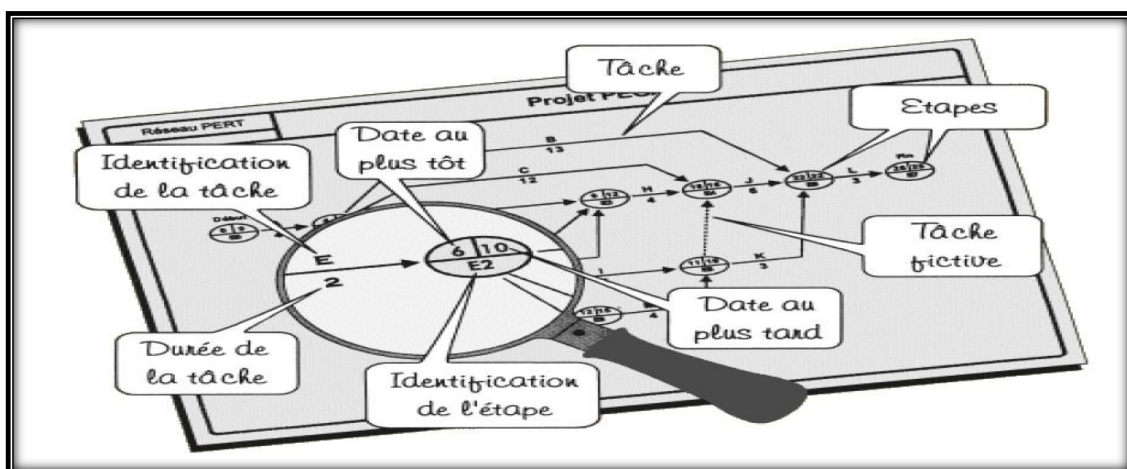 Réseau PERT
Projet
Tâche
Etapes
Date au
plus tôt
Identification
de la tâche
Début
B
13
C
12
H
4
J
6
L
3
Fin
E
2
6 10
E2
I
K
3
4
Tâche
fictive
Date au
plus tard
Durée de
la tâche
Identification
de l'étape